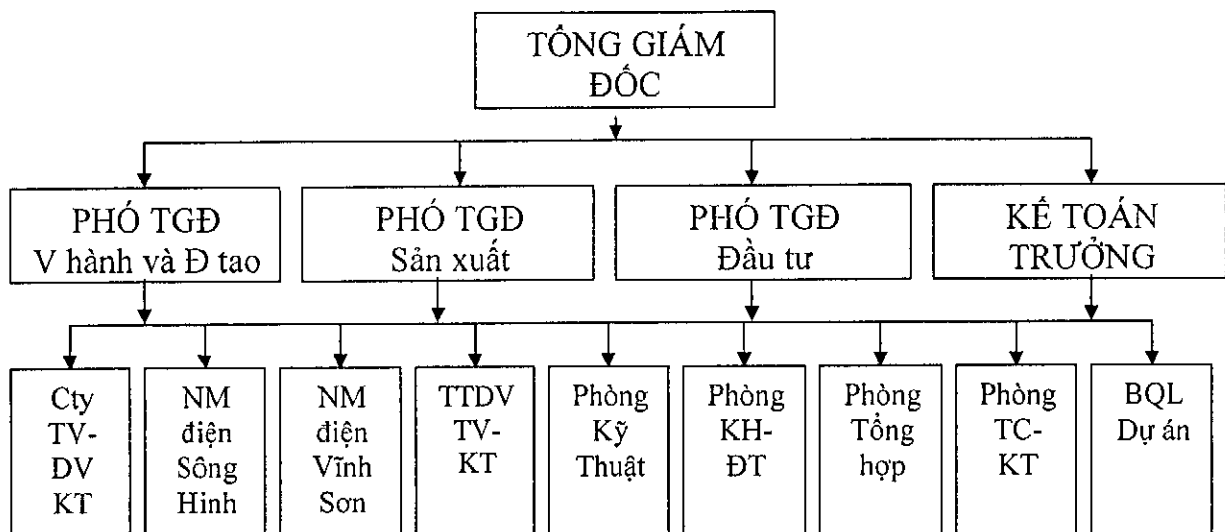 TỔNG GIÁM
ĐỐC
PHÓ TGĐ
V hành và Đ tao
PHÓ TGĐ
Sản xuất
PHÓ TGĐ
Đầu tư
KẾ TOÁN
TRƯỞNG
Cty
TV-
DV
KT
NM
điện
Sông
Hinh
NM
điện
Vĩnh
Sơn
TTDV
TV-
KT
Phòng
Kỹ
Thuật
Phòng
KH-
ĐT
Phòng
Tổng
hợp
Phòng
TC-
KT
BQL
Dự án